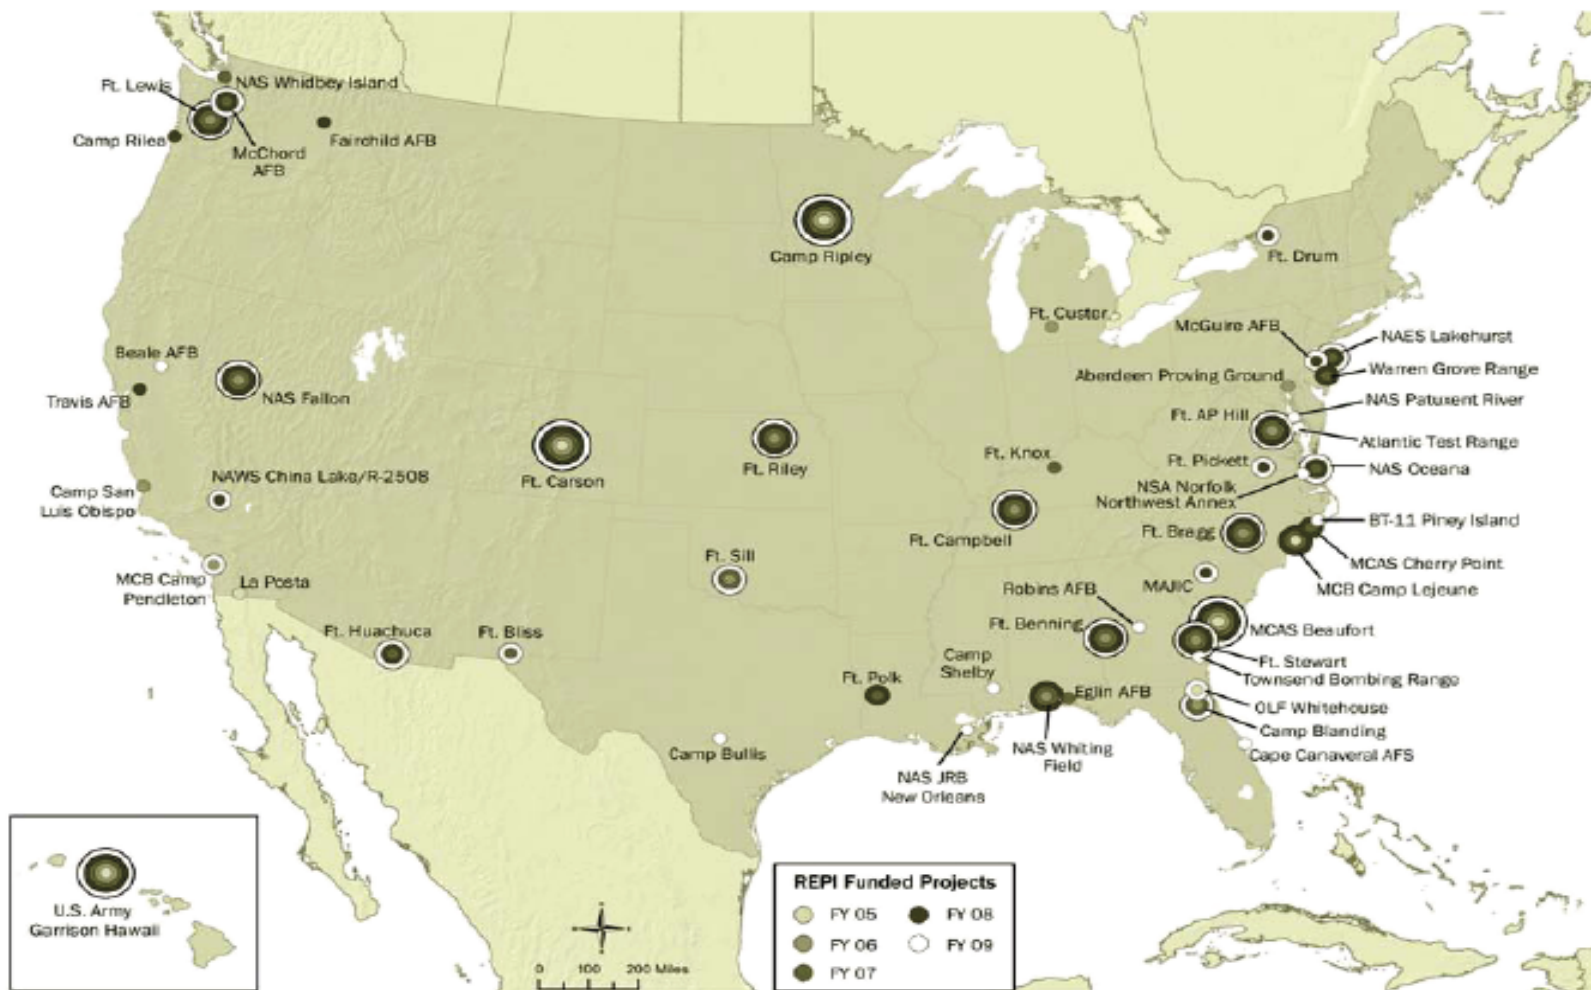 Ft. Lewis
NAS Whidbey Island
Camp Rilea
McChord
AFB
Fairchild AFB
Camp Ripley
Ft. Drum
Ft. Custer
McGuire AFB
NAES Lakehurst
Warren Grove Range
Aberdeen Proving Ground
NAS Patuxent River
Ft. AP Hill
Atlantic Test Range
Beale AFB
Travis AFB
NAS Fallon
Ft. Carson
Ft. Riley
Ft. Knox
Ft. Pickett
NAS Oceana
NSA Norfolk
Northwest Annex
NAWS China Lake/R-2508
Camp San
Luis Obispo
Ft. Campbell
Ft. Bragg
BT-11 Piney Island
MCAS Cherry Point
MCB Camp Lejeune
MCB Camp
Pendleton
La Posta
Ft. Sill
MAJIC
Robins AFB
Ft. Benning
MCAS Beaufort
Ft. Huachuca
Ft. Bliss
Ft. Stewart
Townsend Bombing Range
Camp
Shelby
Ft. Polk
Eglin AFB
OLF Whitehouse
Camp Blanding
Cape Canaveral AFS
Camp Bullis
NAS JRB
New Orleans
NAS Whiting
Field
U.S. Army
Garrison Hawaii
0 100 200 Miles
REPI Funded Projects
FY 05
FY 08
FY 06
FY 09
FY 07